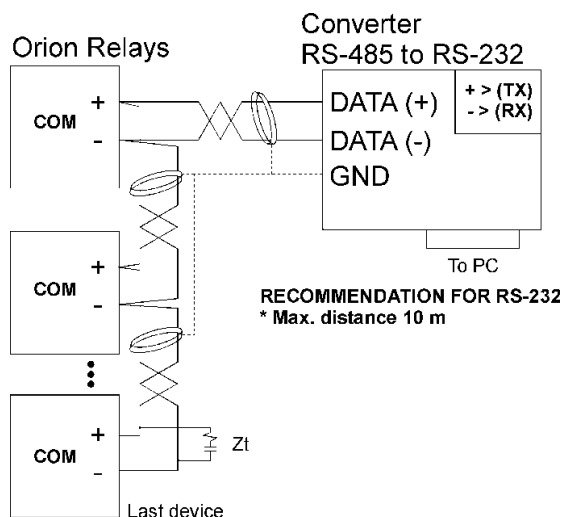 Orion Relays
Converter
RS-485 to RS-232
COM
+
-
DATA (+)
DATA (-)
GND
+ > (TX)
- > (RX)
To PC
RECOMMENDATION FOR RS-232
* Max. distance 10 m
COM
+
-
COM
+
-
Zt
Last device